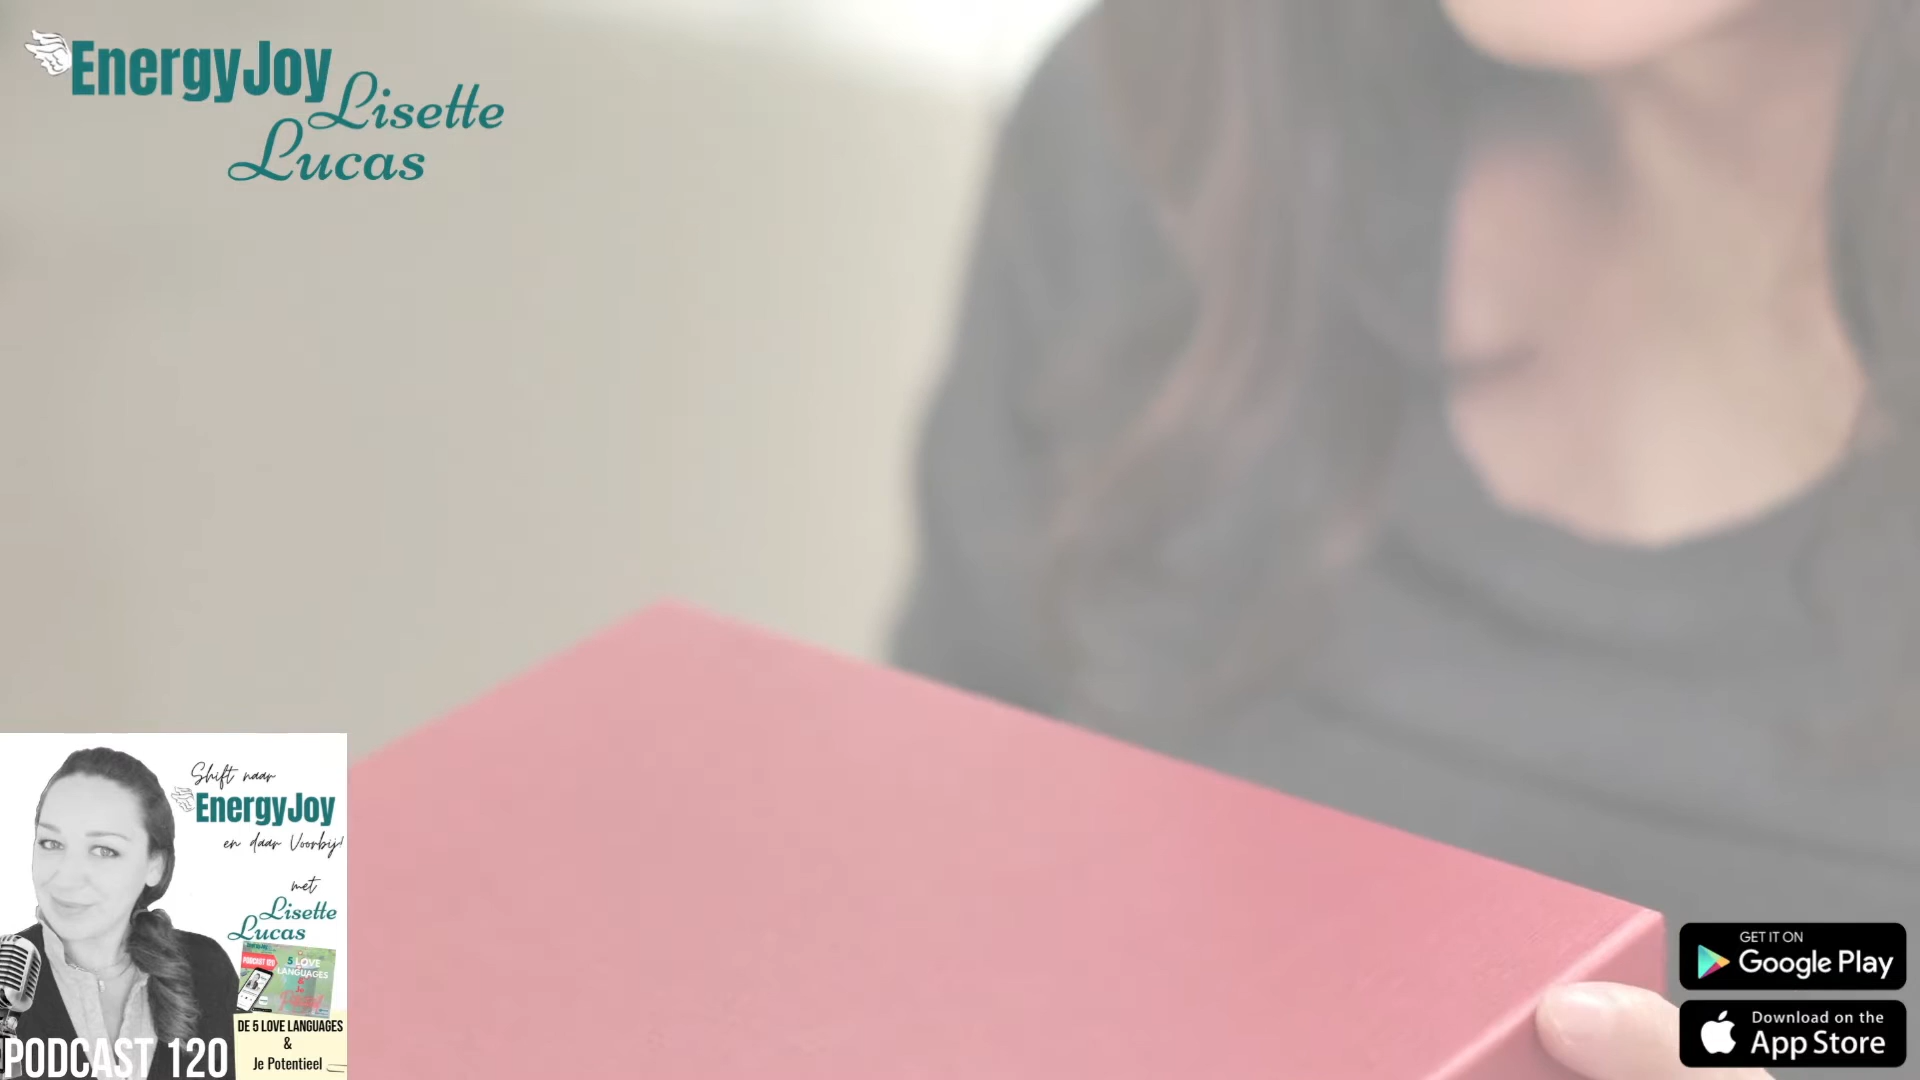 EnergyJoy
Lisette
Lucas
Shift naar
EnergyJoy
en daar Voorbij!
met
Lisette
Lucas
PODCAST 120
5 LOVE
LANGUAGES
&
Je
DE 5 LOVE LANGUAGES
&
Je Potentieel
PODCAST 120
GET IT ON
Google Play
Download on the
App Store